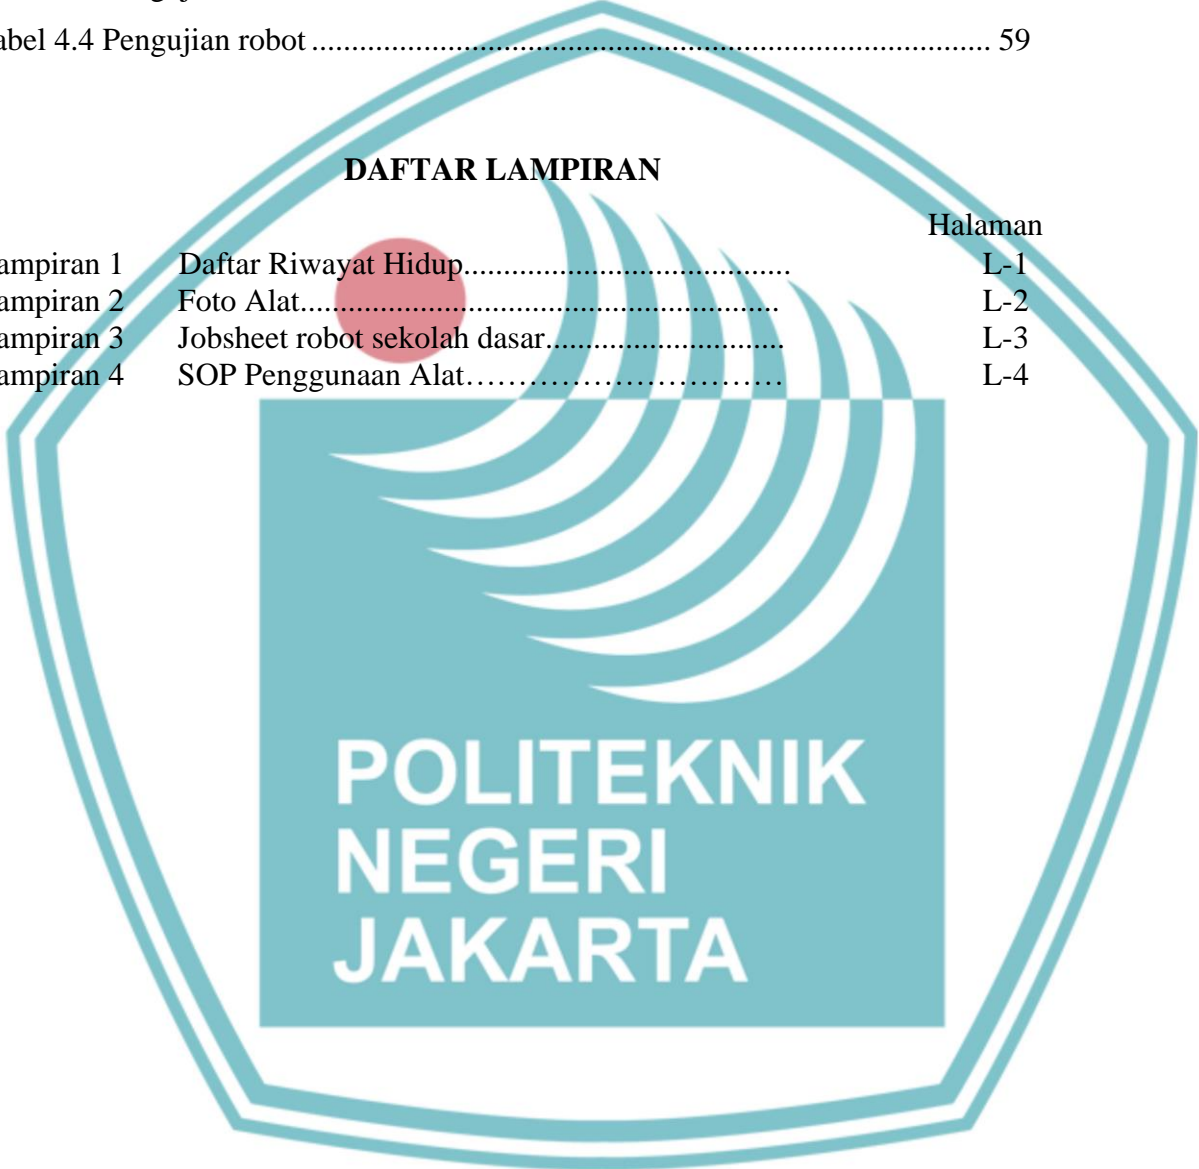 abel 4.4 Pengujian robot ..................................................................................... 59
DAFTAR LAMPIRAN
Halaman
ampiran 1 Daftar Riwayat Hidup........................................ L-1
ampiran 2 Foto Alat............................................................ L-2
ampiran 3 Jobsheet robot sekolah dasar............................. L-3
ampiran 4 SOP Penggunaan Alat………………………… L-4
POLITEKNIK
NEGERI
JAKARTA